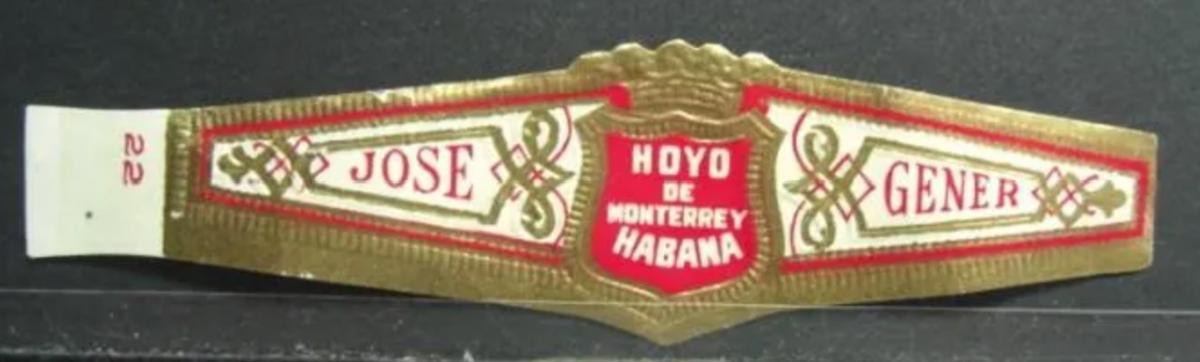 22
JOSE
HOYO
DE
MONTERREY
HABANA
GENER